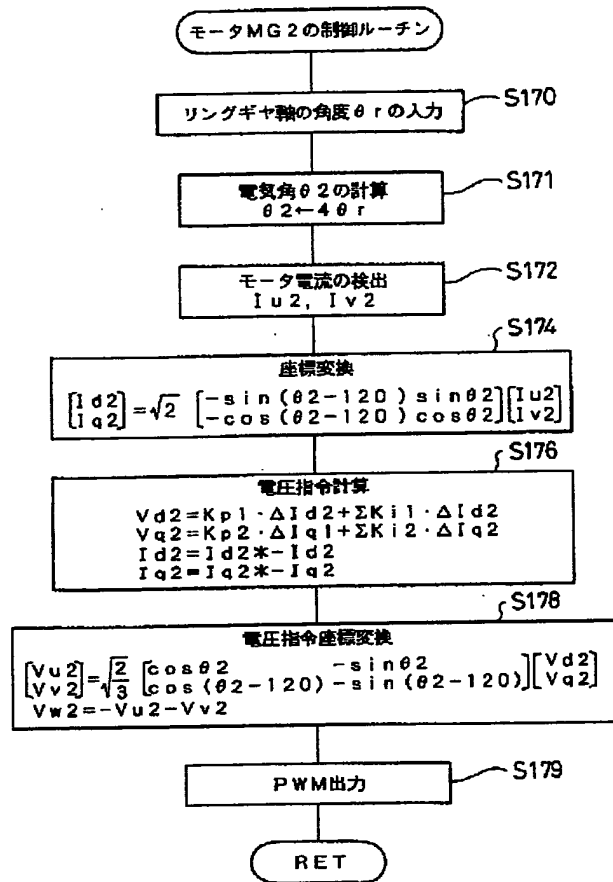 モータMG2の制御ルーチン
S170
リングギヤ軸の角度θrの入力
S171
電気角θ2の計算
θ2←4θr
S172
モータ電流の検出
Iu2, Iv2
S174
座標変換
[Id2] = √2 [-sin(θ2-120) sinθ2][Iu2]
[Iq2] [-cos(θ2-120) cosθ2][Iv2]
S176
電圧指令計算
Vd2=Kp1・ΔId2+ΣKi1・ΔId2
Vq2=Kp2・ΔIq1+ΣKi2・ΔIq2
Id2=Id2*-Id2
Iq2=Iq2*-Iq2
S178
電圧指令座標変換
[Vu2] = √2/3 [cosθ2 -sinθ2][Vd2]
[Vv2] [cos(θ2-120) -sin(θ2-120)][Vq2]
Vw2=-Vu2-Vv2
S179
PWM出力
RET